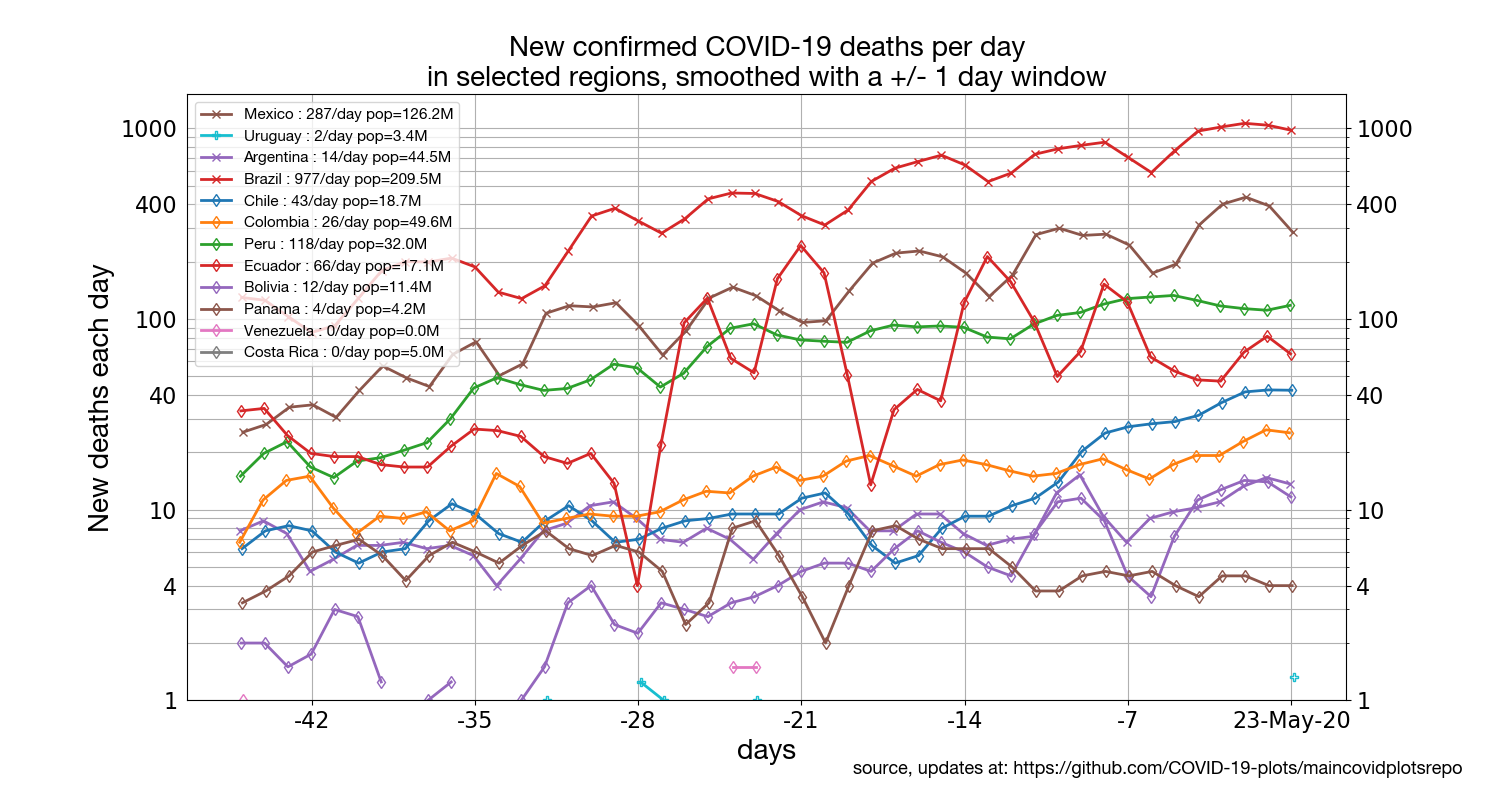 New confirmed COVID-19 deaths per day
in selected regions, smoothed with a +/- 1 day window
New deaths each day
1000
400
100
40
10
4
1
Mexico : 287/day pop=126.2M
Uruguay : 2/day pop=3.4M
Argentina : 14/day pop=44.5M
Brazil : 977/day pop=209.5M
Chile : 43/day pop=18.7M
Colombia : 26/day pop=49.6M
Peru : 118/day pop=32.0M
Ecuador : 66/day pop=17.1M
Bolivia : 12/day pop=11.4M
Panama : 4/day pop=4.2M
Venezuela : 0/day pop=0.0M
Costa Rica : 0/day pop=5.0M
1000
400
100
40
10
4
1
-42 -35 -28 -21 -14 -7 23-May-20
days
source, updates at: https://github.com/COVID-19-plots/maincovidplotsrepo